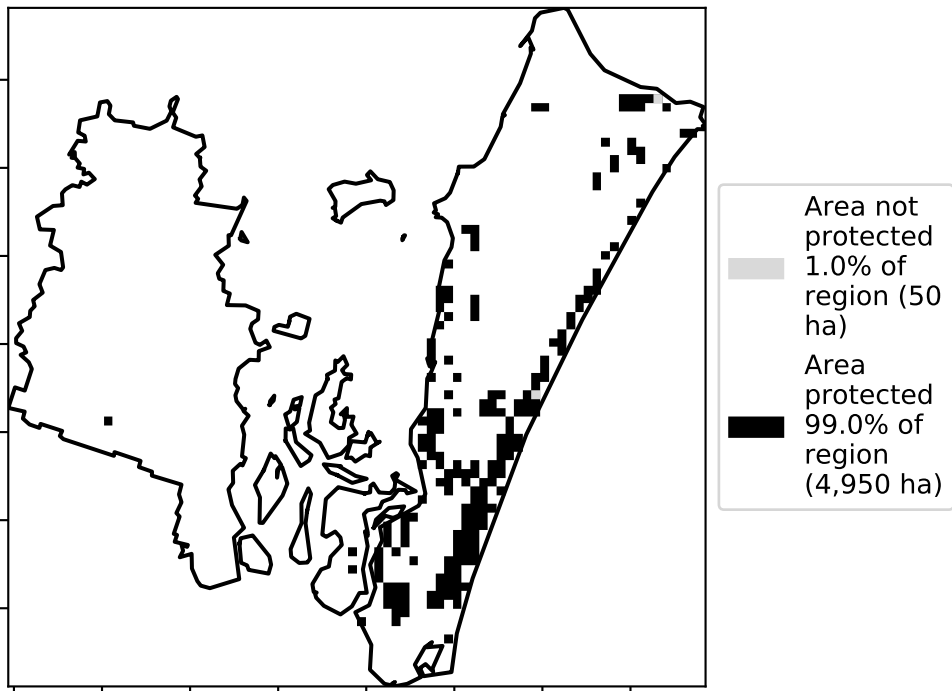 Area not
protected
1.0% of
region (50
ha)
Area
protected
99.0% of
region
(4,950 ha)